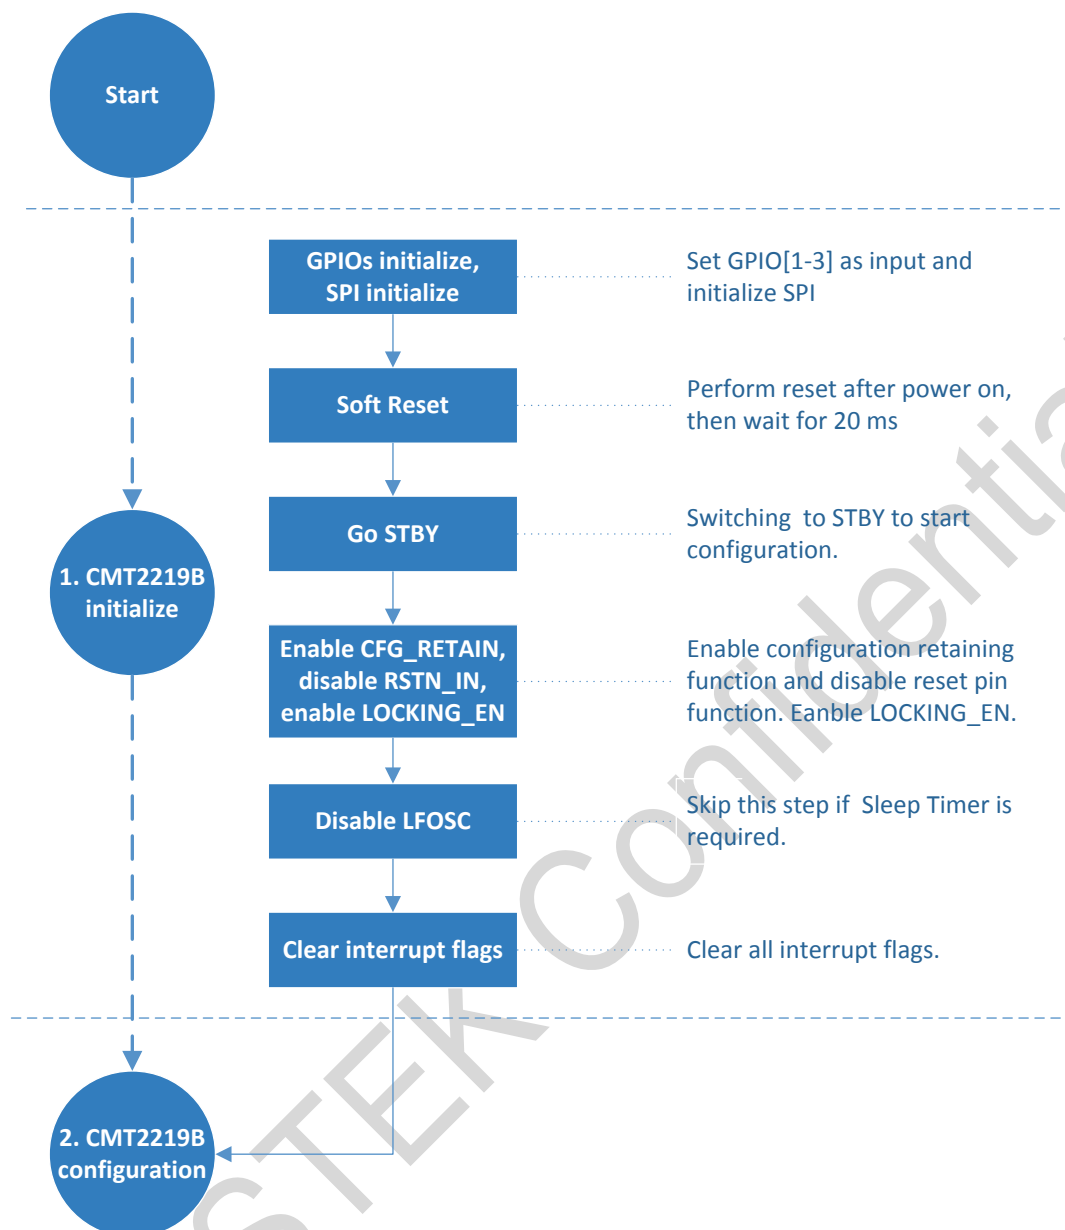 Start
GPIOs initialize,
SPI initialize
Set GPIO[1-3] as input and
initialize SPI
Soft Reset
Perform reset after power on,
then wait for 20 ms
Go STBY
Switching  to STBY to start
configuration.
1. CMT2219B
initialize
Enable CFG_RETAIN,
disable RSTN_IN,
enable LOCKING_EN
Enable configuration retaining
function and disable reset pin
function. Eanble LOCKING_EN.
Disable LFOSC
Skip this step if  Sleep Timer is
required.
Clear interrupt flags
Clear all interrupt flags.
2. CMT2219B
configuration
STEK Confidentia